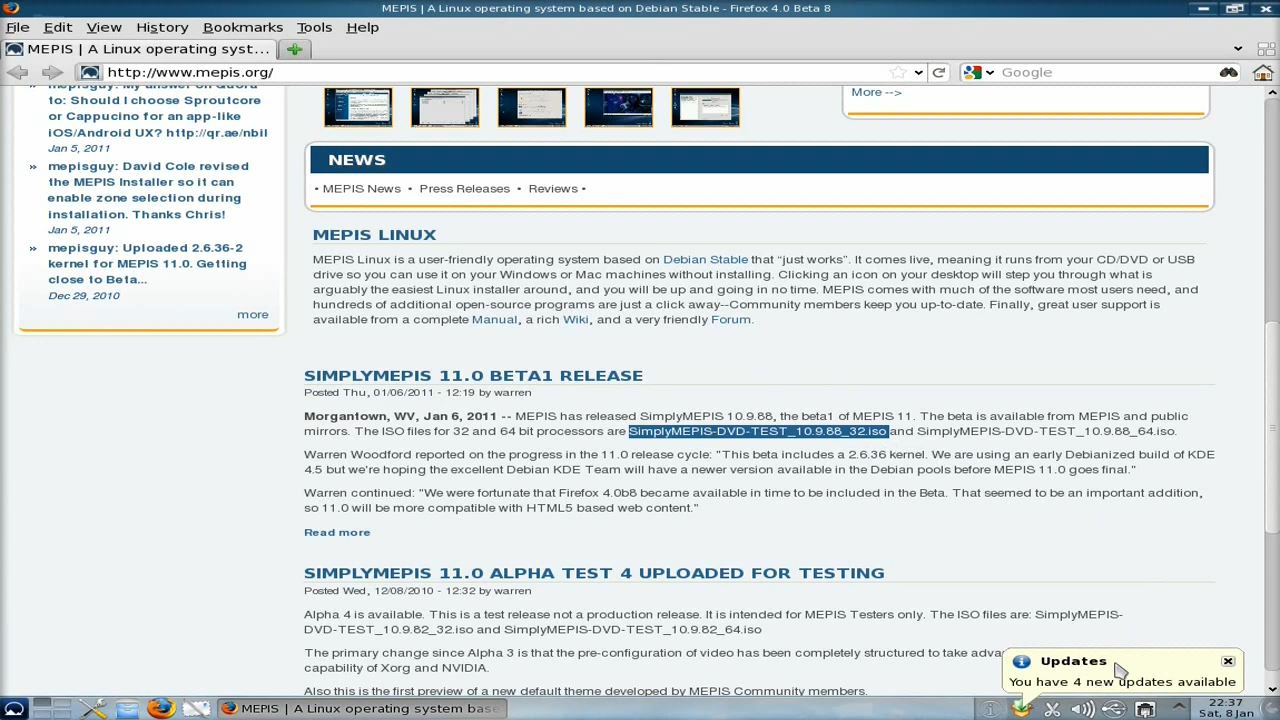 MEPIS | A Linux operating system based on Debian Stable - Firefox 4.0 Beta 8
File Edit View History Bookmarks Tools Help
MEPIS | A Linux operating syst...
http://www.mepis.org/
Google
mepisguy: My answer on Quora
to: Should I choose Sproutcore
or Cappucino for an app-like
iOS/Android UX? http://qr.ae/nbil
Jan 5, 2011
» mepisguy: David Cole revised
the MEPIS Installer so it can
enable zone selection during
installation. Thanks Chris!
Jan 5, 2011
» mepisguy: Uploaded 2.6.36-2
kernel for MEPIS 11.0. Getting
close to Beta...
Dec 29, 2010
more
More -->
NEWS
• MEPIS News • Press Releases • Reviews •
MEPIS LINUX
MEPIS Linux is a user-friendly operating system based on Debian Stable that “just works”. It comes live, meaning it runs from your CD/DVD or USB
drive so you can use it on your Windows or Mac machines without installing. Clicking an icon on your desktop will step you through what is
arguably the easiest Linux installer around, and you will be up and going in no time. MEPIS comes with much of the software most users need, and
hundreds of additional open-source programs are just a click away--Community members keep you up-to-date. Finally, great user support is
available from a complete Manual, a rich Wiki, and a very friendly Forum.
SIMPLYMEPIS 11.0 BETA1 RELEASE
Posted Thu, 01/06/2011 - 12:19 by warren
Morgantown, WV, Jan 6, 2011 -- MEPIS has released SimplyMEPIS 10.9.88, the beta1 of MEPIS 11. The beta is available from MEPIS and public
mirrors. The ISO files for 32 and 64 bit processors are SimplyMEPIS-DVD-TEST_10.9.88_32.iso and SimplyMEPIS-DVD-TEST_10.9.88_64.iso.
Warren Woodford reported on the progress in the 11.0 release cycle: "This beta includes a 2.6.36 kernel. We are using an early Debianized build of KDE
4.5 but we're hoping the excellent Debian KDE Team will have a newer version available in the Debian pools before MEPIS 11.0 goes final."
Warren continued: "We were fortunate that Firefox 4.0b8 became available in time to be included in the Beta. That seemed to be an important addition,
so 11.0 will be more compatible with HTML5 based web content."
Read more
SIMPLYMEPIS 11.0 ALPHA TEST 4 UPLOADED FOR TESTING
Posted Wed, 12/08/2010 - 12:32 by warren
Alpha 4 is available. This is a test release not a production release. It is intended for MEPIS Testers only. The ISO files are: SimplyMEPIS-
DVD-TEST_10.9.82_32.iso and SimplyMEPIS-DVD-TEST_10.9.82_64.iso
The primary change since Alpha 3 is that the pre-configuration of video has been completely structured to take
capability of Xorg and NVIDIA.
Also this is the first preview of a new default theme developed by MEPIS Community members.
Updates
You have 4 new updates available
MEPIS | A Linux operating system base
22:37
Sat, 8 Jan